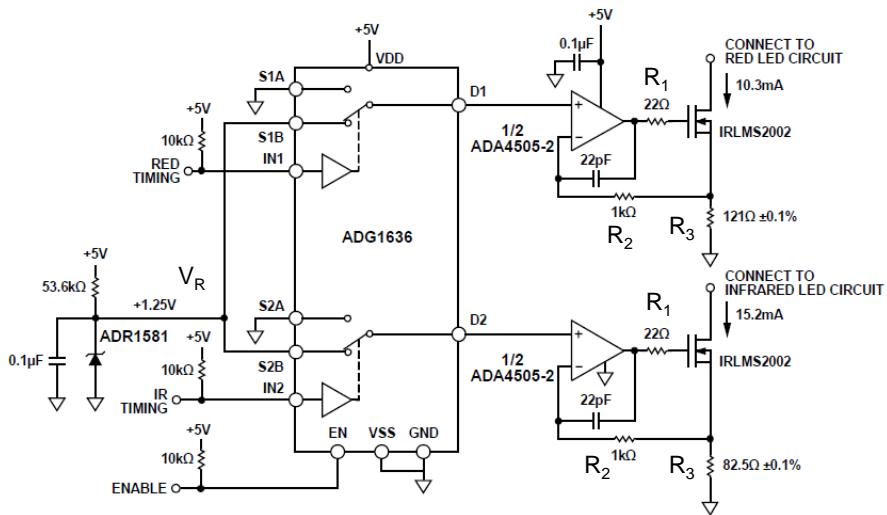 +5V
VDD
S1A
S1B
IN1
D1
+5V
10kΩ
RED
TIMING
+5V
0.1µF
1/2
ADA4505-2
R1
22Ω
22pF
1kΩ
R2
CONNECT TO
RED LED CIRCUIT
10.3mA
IRLMS2002
R3
121Ω ±0.1%
ADG1636
+5V
53.6kΩ
VR
+1.25V
ADR1581
0.1µF
+5V
10kΩ
IR
TIMING
S2A
S2B
IN2
D2
EN
VSS
GND
+5V
10kΩ
ENABLE
1/2
ADA4505-2
R1
22Ω
22pF
1kΩ
R2
CONNECT TO
INFRARED LED CIRCUIT
15.2mA
IRLMS2002
R3
82.5Ω ±0.1%